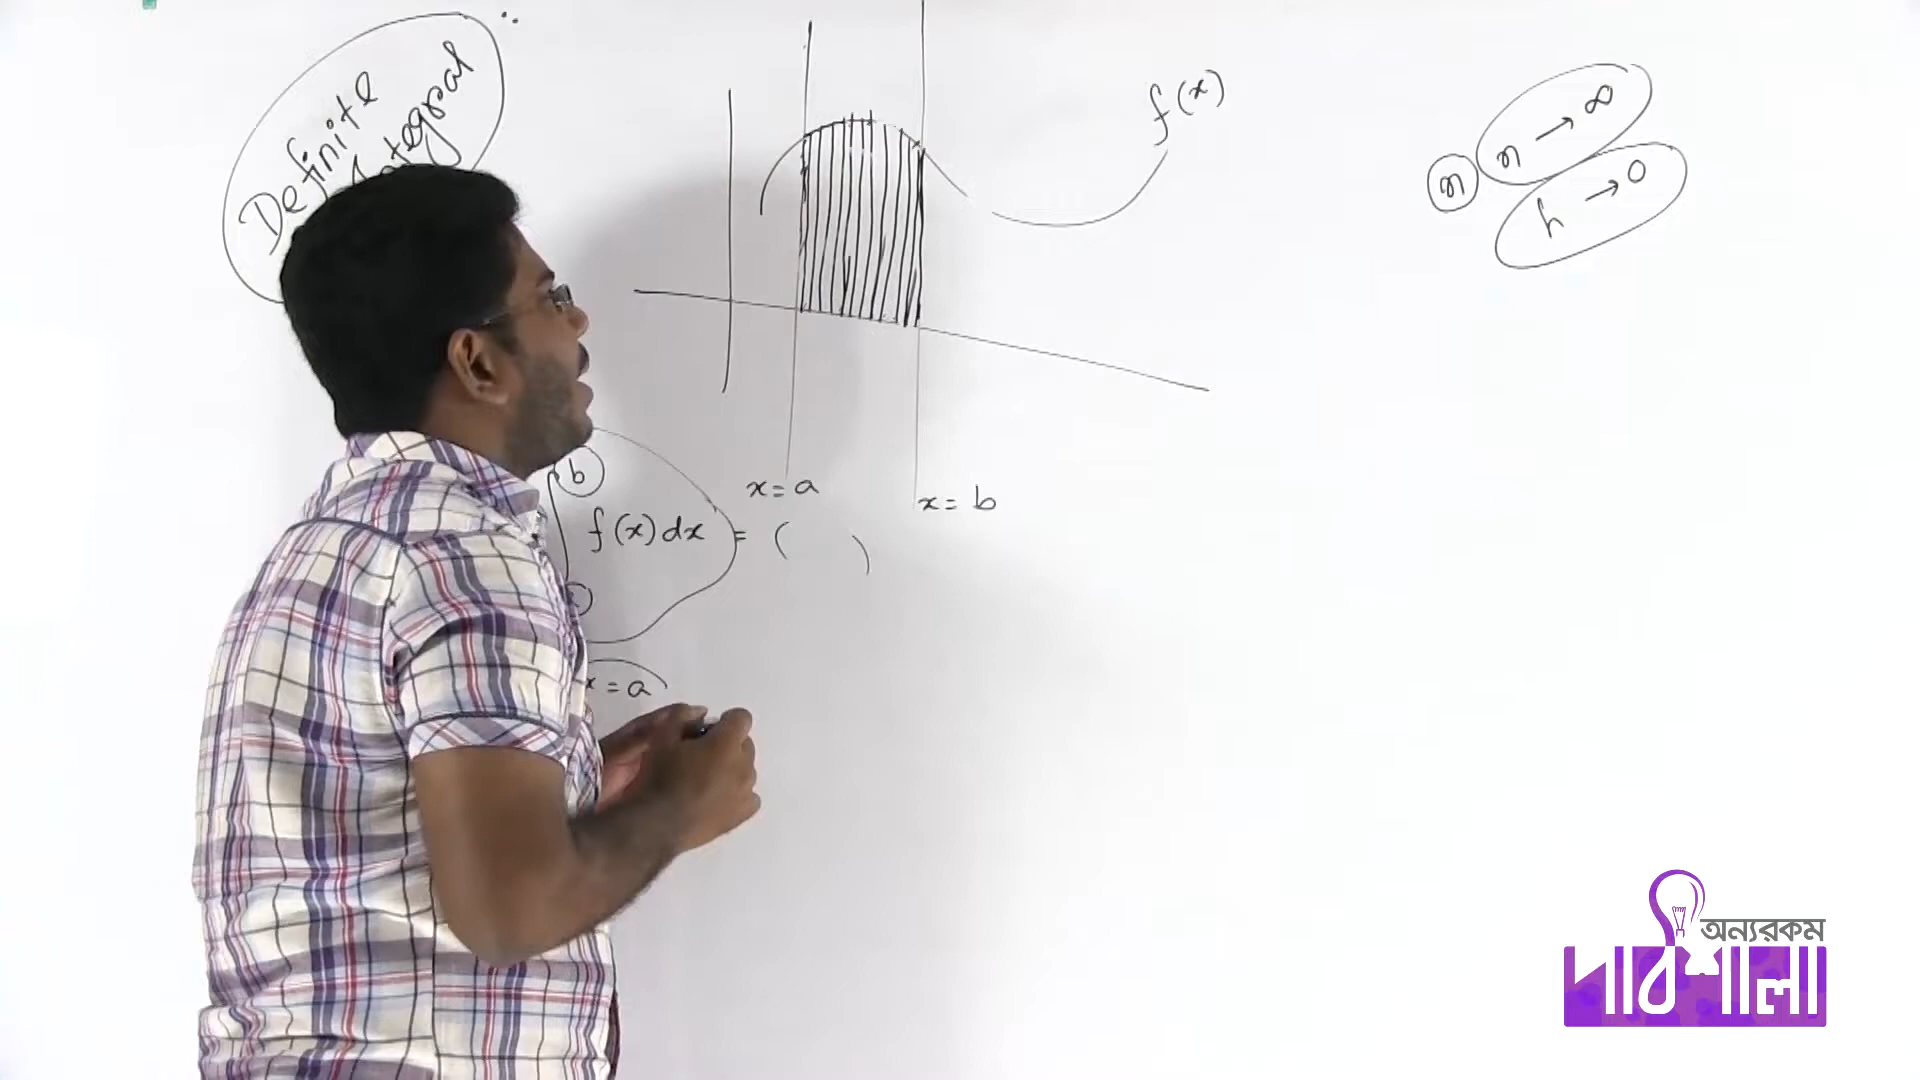 Definite
Integral
f(x)
n
n → ∞
h → 0
x = a
x = b
b
∫ f(x) dx = ( )
x = a
অন্যরকম
পাঠশালা